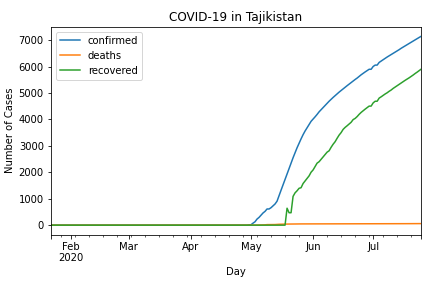 COVID-19 in Tajikistan
confirmed
deaths
recovered
Number of Cases
7000
6000
5000
4000
3000
2000
1000
0
Feb
2020
Mar
Apr
May
Jun
Jul
Day